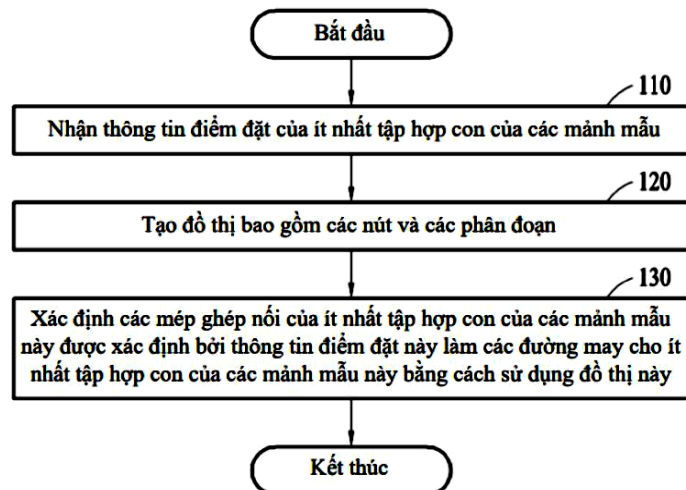 Bắt đầu
110
Nhận thông tin điểm đặt của ít nhất tập hợp con của các mảnh mẫu
120
Tạo đồ thị bao gồm các nút và các phân đoạn
130
Xác định các mép ghép nối của ít nhất tập hợp con của các mảnh mẫu
này được xác định bởi thông tin điểm đặt này làm các đường may cho ít
nhất tập hợp con của các mảnh mẫu này bằng cách sử dụng đồ thị này
Kết thúc